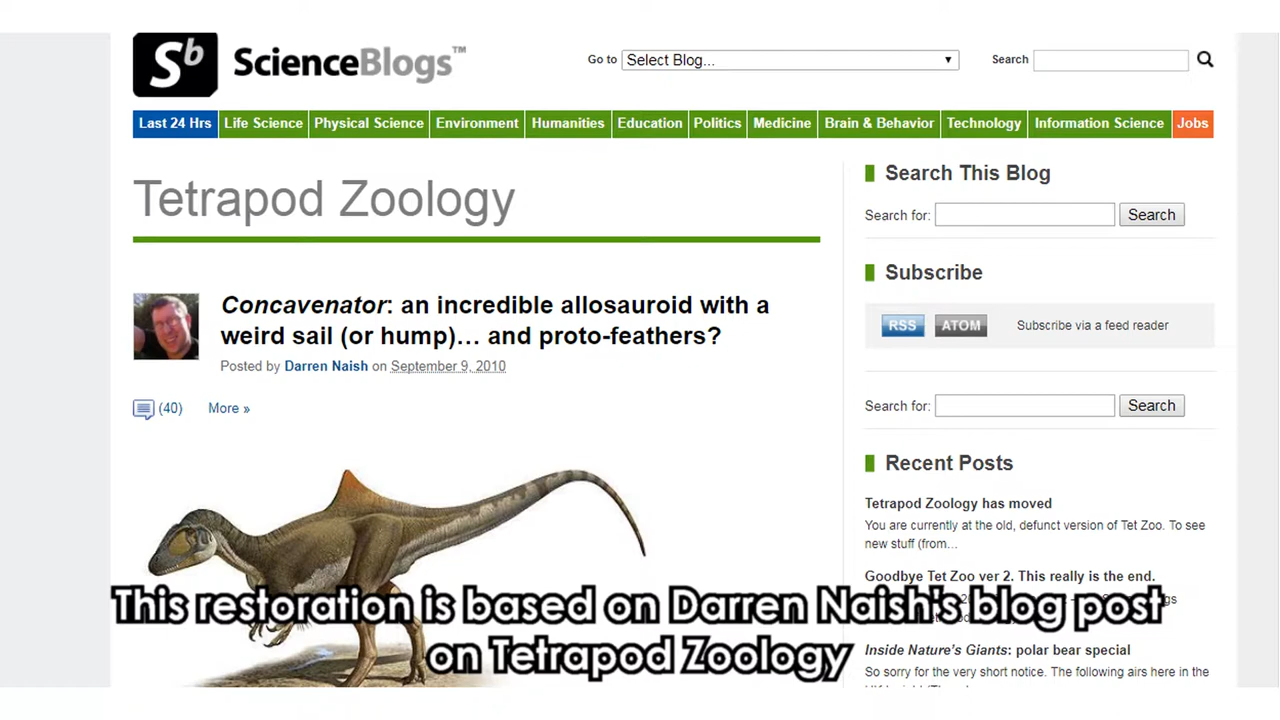 Sb ScienceBlogs™
Go to Select Blog... Search
Last 24 Hrs Life Science Physical Science Environment Humanities Education Politics Medicine Brain & Behavior Technology Information Science Jobs
Tetrapod Zoology
Concavenator: an incredible allosauroid with a
weird sail (or hump)… and proto-feathers?
Posted by Darren Naish on September 9, 2010
(40) More »
Search This Blog
Search for: Search
Subscribe
RSS ATOM Subscribe via a feed reader
Search for: Search
Recent Posts
Tetrapod Zoology has moved
You are currently at the old, defunct version of Tet Zoo. To see
new stuff (from…
Goodbye Tet Zoo ver 2. This really is the end.
Inside Nature's Giants: polar bear special
So sorry for the very short notice. The following airs here in the
This restoration is based on Darren Naish's blog post
on Tetrapod Zoology